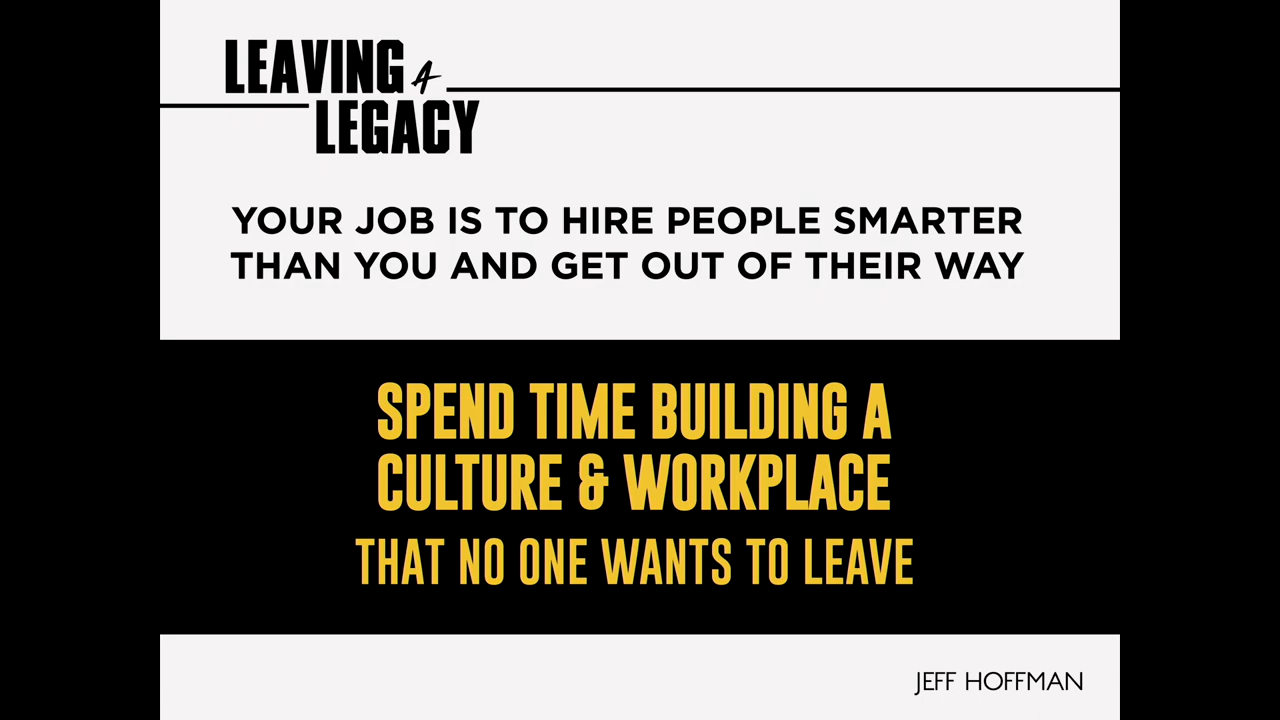 LEAVING A
LEGACY
YOUR JOB IS TO HIRE PEOPLE SMARTER
THAN YOU AND GET OUT OF THEIR WAY
SPEND TIME BUILDING A
CULTURE & WORKPLACE
THAT NO ONE WANTS TO LEAVE
JEFF HOFFMAN